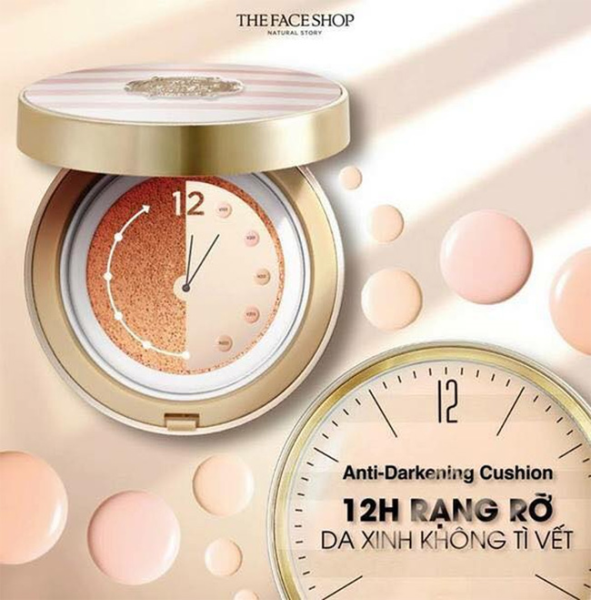 THE FACE SHOP
NATURAL STORY
12
12
Anti-Darkening Cushion
12H RẠNG RỠ
DA XINH KHÔNG TÌ VẾT